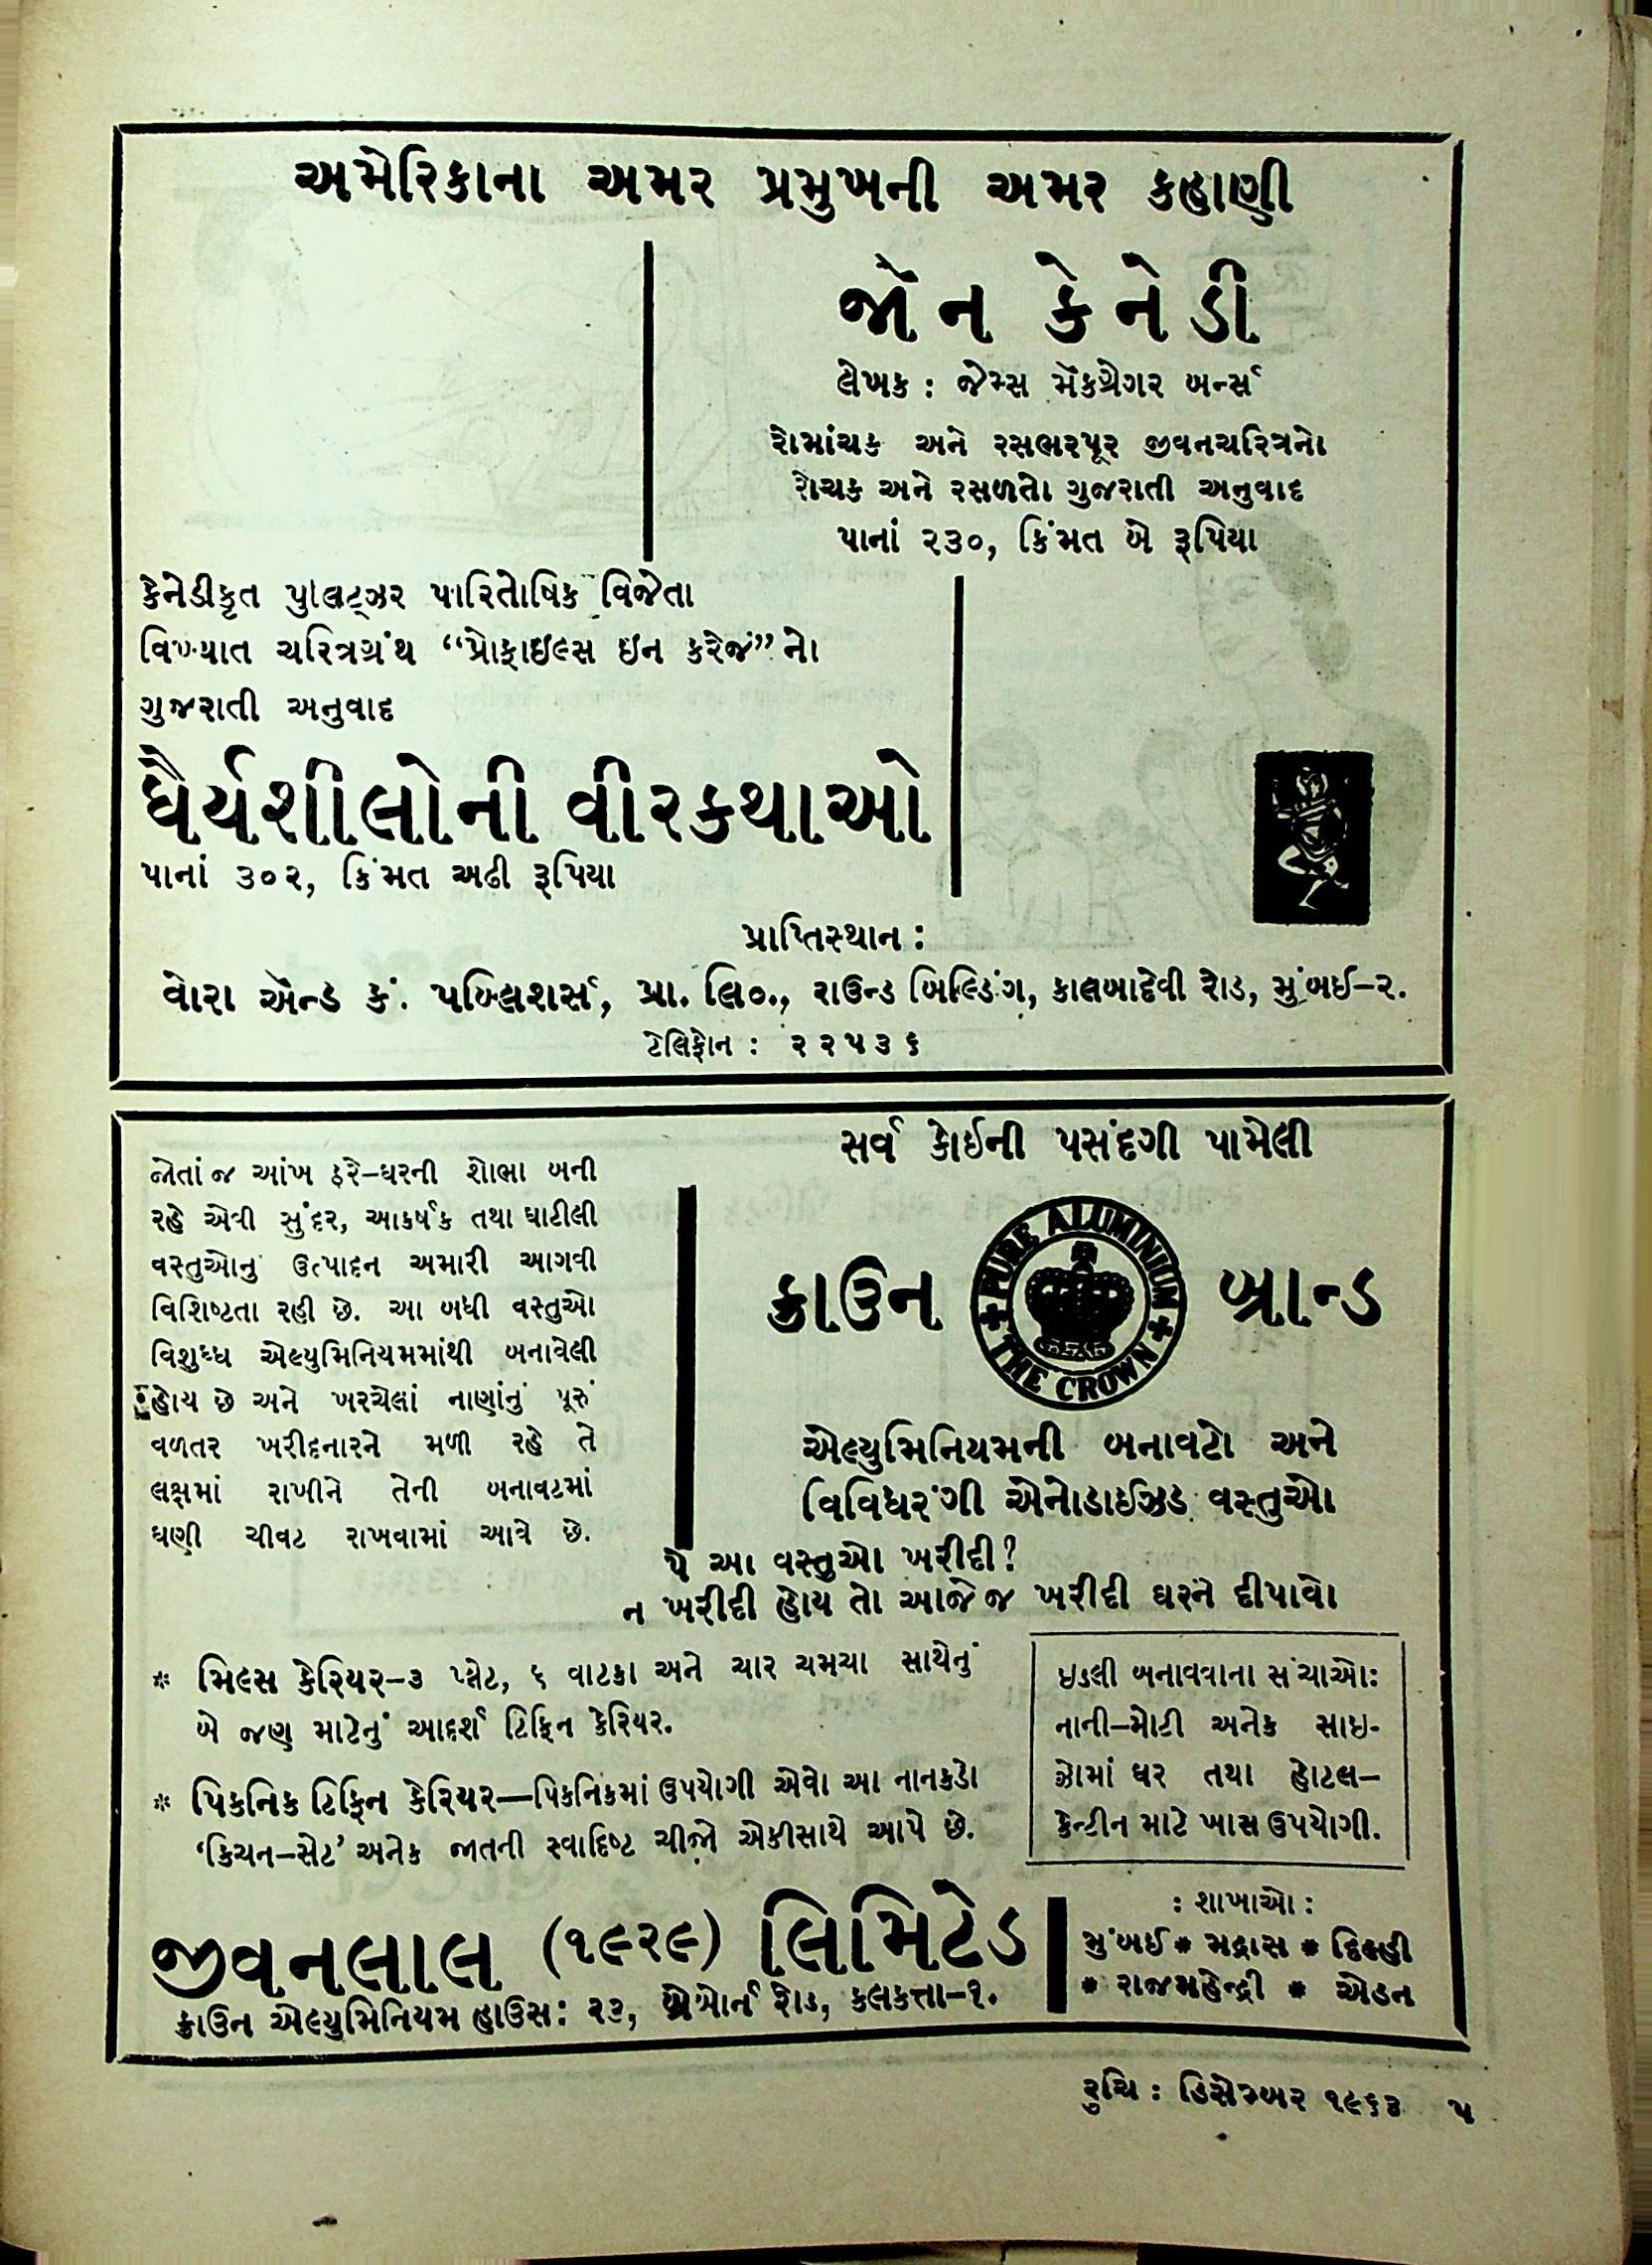 અમેરિકાના અમર પ્રમુખની અમર કહાણી
જૉન કેનેડી
લેખક : જેમ્સ મૅકગ્રેગર બર્ન્સ
રોમાંચક અને રસભરપૂર જીવનચરિત્રનો
રોચક અને રસળતો ગુજરાતી અનુવાદ
પાનાં ૨૩૦, કિંમત બે રૂપિયા
કેનેડીકૃત પુલિટ્ઝર પારિતોષિક વિજેતા
વિખ્યાત ચરિત્રગ્રંથ “પ્રોફાઇલ્સ ઇન કરેજ”નો
ગુજરાતી અનુવાદ
ધૈર્યશીલોની વીરકથાઓ
પાનાં ૩૦૨, કિંમત અઢી રૂપિયા
પ્રાપ્તિસ્થાન :
વોરા ઍન્ડ કં. પબ્લિશર્સ, પ્રા. લિ૦., રાઉન્ડ બિલ્ડિંગ, કાલબાદેવી રોડ, મુંબઈ-૨.
ટેલિફોન : ૨૨૫૩૬
જોતાં જ આંખ ઠરે-ઘરની શોભા બની
રહે એવી સુંદર, આકર્ષક તથા ઘાટીલી
વસ્તુઓનું ઉત્પાદન અમારી આગવી
વિશિષ્ટતા રહી છે. આ બધી વસ્તુઓ
વિશુધ્ધ એલ્યુમિનિયમમાંથી બનાવેલી
હોય છે અને ખરચેલાં નાણાંનું પૂરું
વળતર ખરીદનારને મળી રહે તે
લક્ષમાં રાખીને તેની બનાવટમાં
ઘણી ચીવટ રાખવામાં આવે છે.
સર્વ કોઈની પસંદગી પામેલી
ક્રાઉન બ્રાન્ડ
PURE ALUMINIUM
THE CROWN
એલ્યુમિનિયમની બનાવટો અને
વિવિધરંગી એનોડાઇઝ્ડ વસ્તુઓ
આ વસ્તુઓ ખરીદી?
ન ખરીદી હોય તો આજે જ ખરીદી ઘરને દીપાવો
* મિલ્સ કેરિયર-૩ પ્લેટ, ૬ વાટકા અને ચાર ચમચા સાથેનું
બે જણ માટેનું આદર્શ ટિફિન કેરિયર.
* પિકનિક ટિફિન કેરિયર—પિકનિકમાં ઉપયોગી એવો આ નાનકડો
‘કિચન-સેટ’ અનેક જાતની સ્વાદિષ્ટ ચીજો એકીસાથે આપે છે.
ઇડલી બનાવવાના સંચાઓ:
નાની-મોટી અનેક સાઇ-
ઝોમાં ઘર તથા હોટલ-
કેન્ટીન માટે ખાસ ઉપયોગી.
જીવનલાલ (૧૯૨૯) લિમિટેડ
ક્રાઉન એલ્યુમિનિયમ હાઉસ: ૨૩, બ્રેબોર્ન રોડ, કલકત્તા-૧.
: શાખાઓ :
મુંબઈ * મદ્રાસ * દિલ્હી
* રાજમહેન્દ્રી * એડન
રુચિ : ડિસેમ્બર ૧૯૬૩ ૫